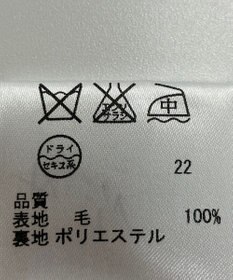 エンソ
サラシ
中
ドライ
セキユ系
22
品質
表地 毛 100%
裏地 ポリエステル